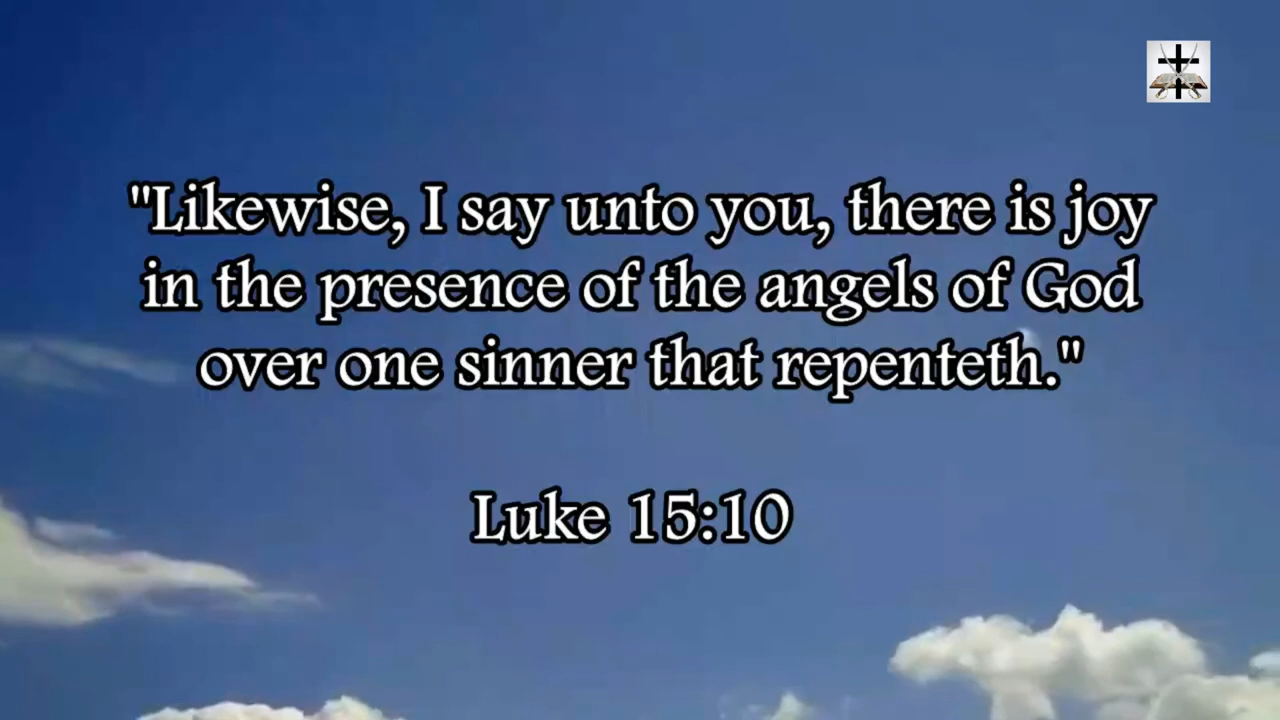 "Likewise, I say unto you, there is joy
in the presence of the angels of God
over one sinner that repenteth."
Luke 15:10